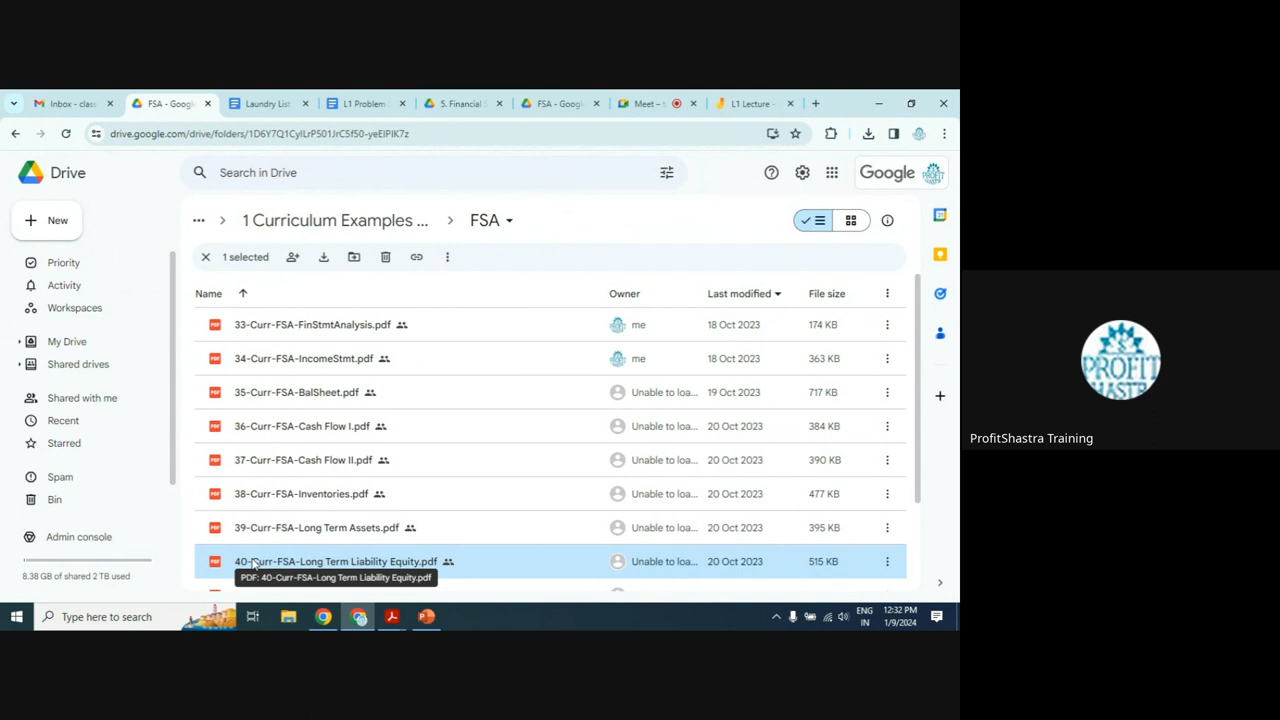 Inbox - clas:
FSA - Googl
Laundry List
L1 Problem
5. Financial S
FSA - Googl
Meet –
L1 Lecture -
drive.google.com/drive/folders/1D6Y7Q1CylLrP501JrC5f50-yeElPIK7z
Drive
Search in Drive
Google
New
1 Curriculum Examples ...
FSA
1 selected
Priority
Activity
Workspaces
My Drive
Shared drives
Shared with me
Recent
Starred
Spam
Bin
Admin console
8.38 GB of shared 2 TB used
Name Owner Last modified File size
33-Curr-FSA-FinStmtAnalysis.pdf me 18 Oct 2023 174 KB
34-Curr-FSA-IncomeStmt.pdf me 18 Oct 2023 363 KB
35-Curr-FSA-BalSheet.pdf Unable to loa... 19 Oct 2023 717 KB
36-Curr-FSA-Cash Flow I.pdf Unable to loa... 20 Oct 2023 384 KB
37-Curr-FSA-Cash Flow II.pdf Unable to loa... 20 Oct 2023 390 KB
38-Curr-FSA-Inventories.pdf Unable to loa... 20 Oct 2023 477 KB
39-Curr-FSA-Long Term Assets.pdf Unable to loa... 20 Oct 2023 395 KB
40-Curr-FSA-Long Term Liability Equity.pdf Unable to loa... 20 Oct 2023 515 KB
PDF: 40-Curr-FSA-Long Term Liability Equity.pdf
Type here to search
ENG
IN
12:32 PM
1/9/2024
PROFIT
ProfitShastra Training